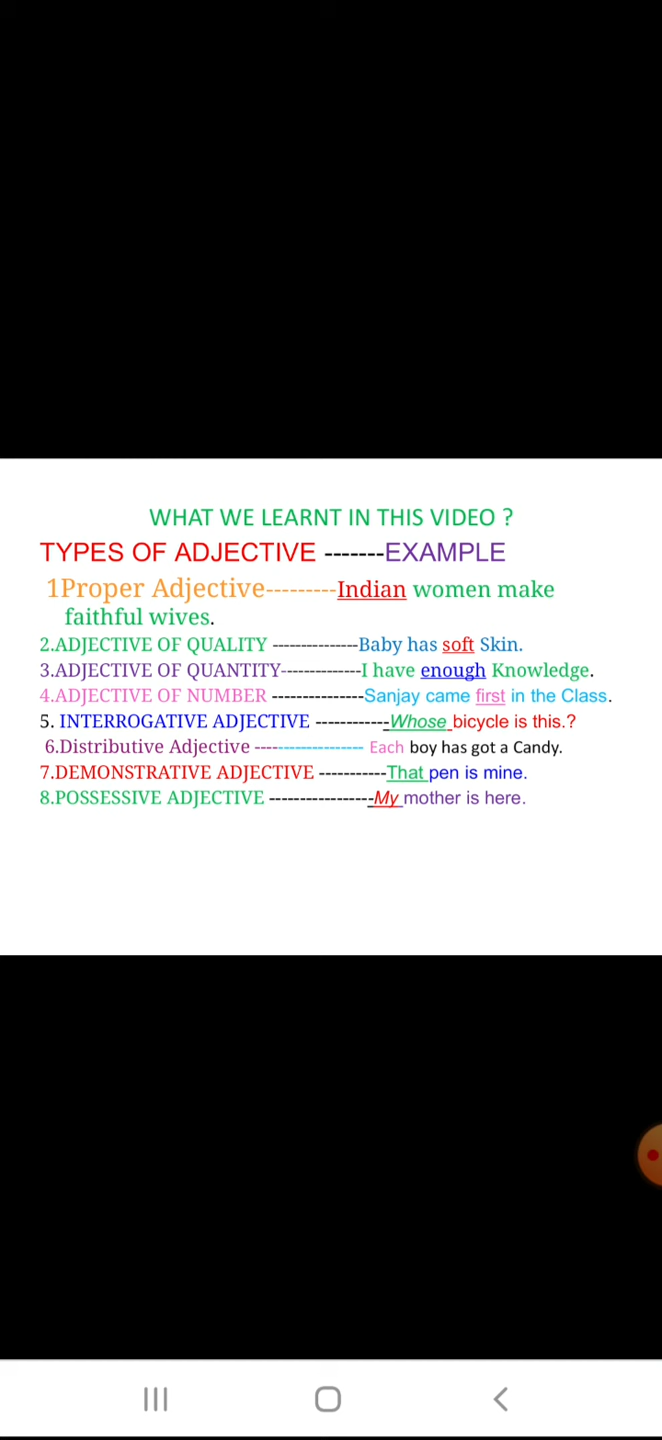 WHAT WE LEARNT IN THIS VIDEO ?
TYPES OF ADJECTIVE -------EXAMPLE
1Proper Adjective---------Indian women make
faithful wives.
2.ADJECTIVE OF QUALITY ---------------Baby has soft Skin.
3.ADJECTIVE OF QUANTITY-------------I have enough Knowledge.
4.ADJECTIVE OF NUMBER ---------------Sanjay came first in the Class.
5. INTERROGATIVE ADJECTIVE ------------Whose bicycle is this.?
6.Distributive Adjective ------------------ Each boy has got a Candy.
7.DEMONSTRATIVE ADJECTIVE -----------That pen is mine.
8.POSSESSIVE ADJECTIVE ------------------My mother is here.